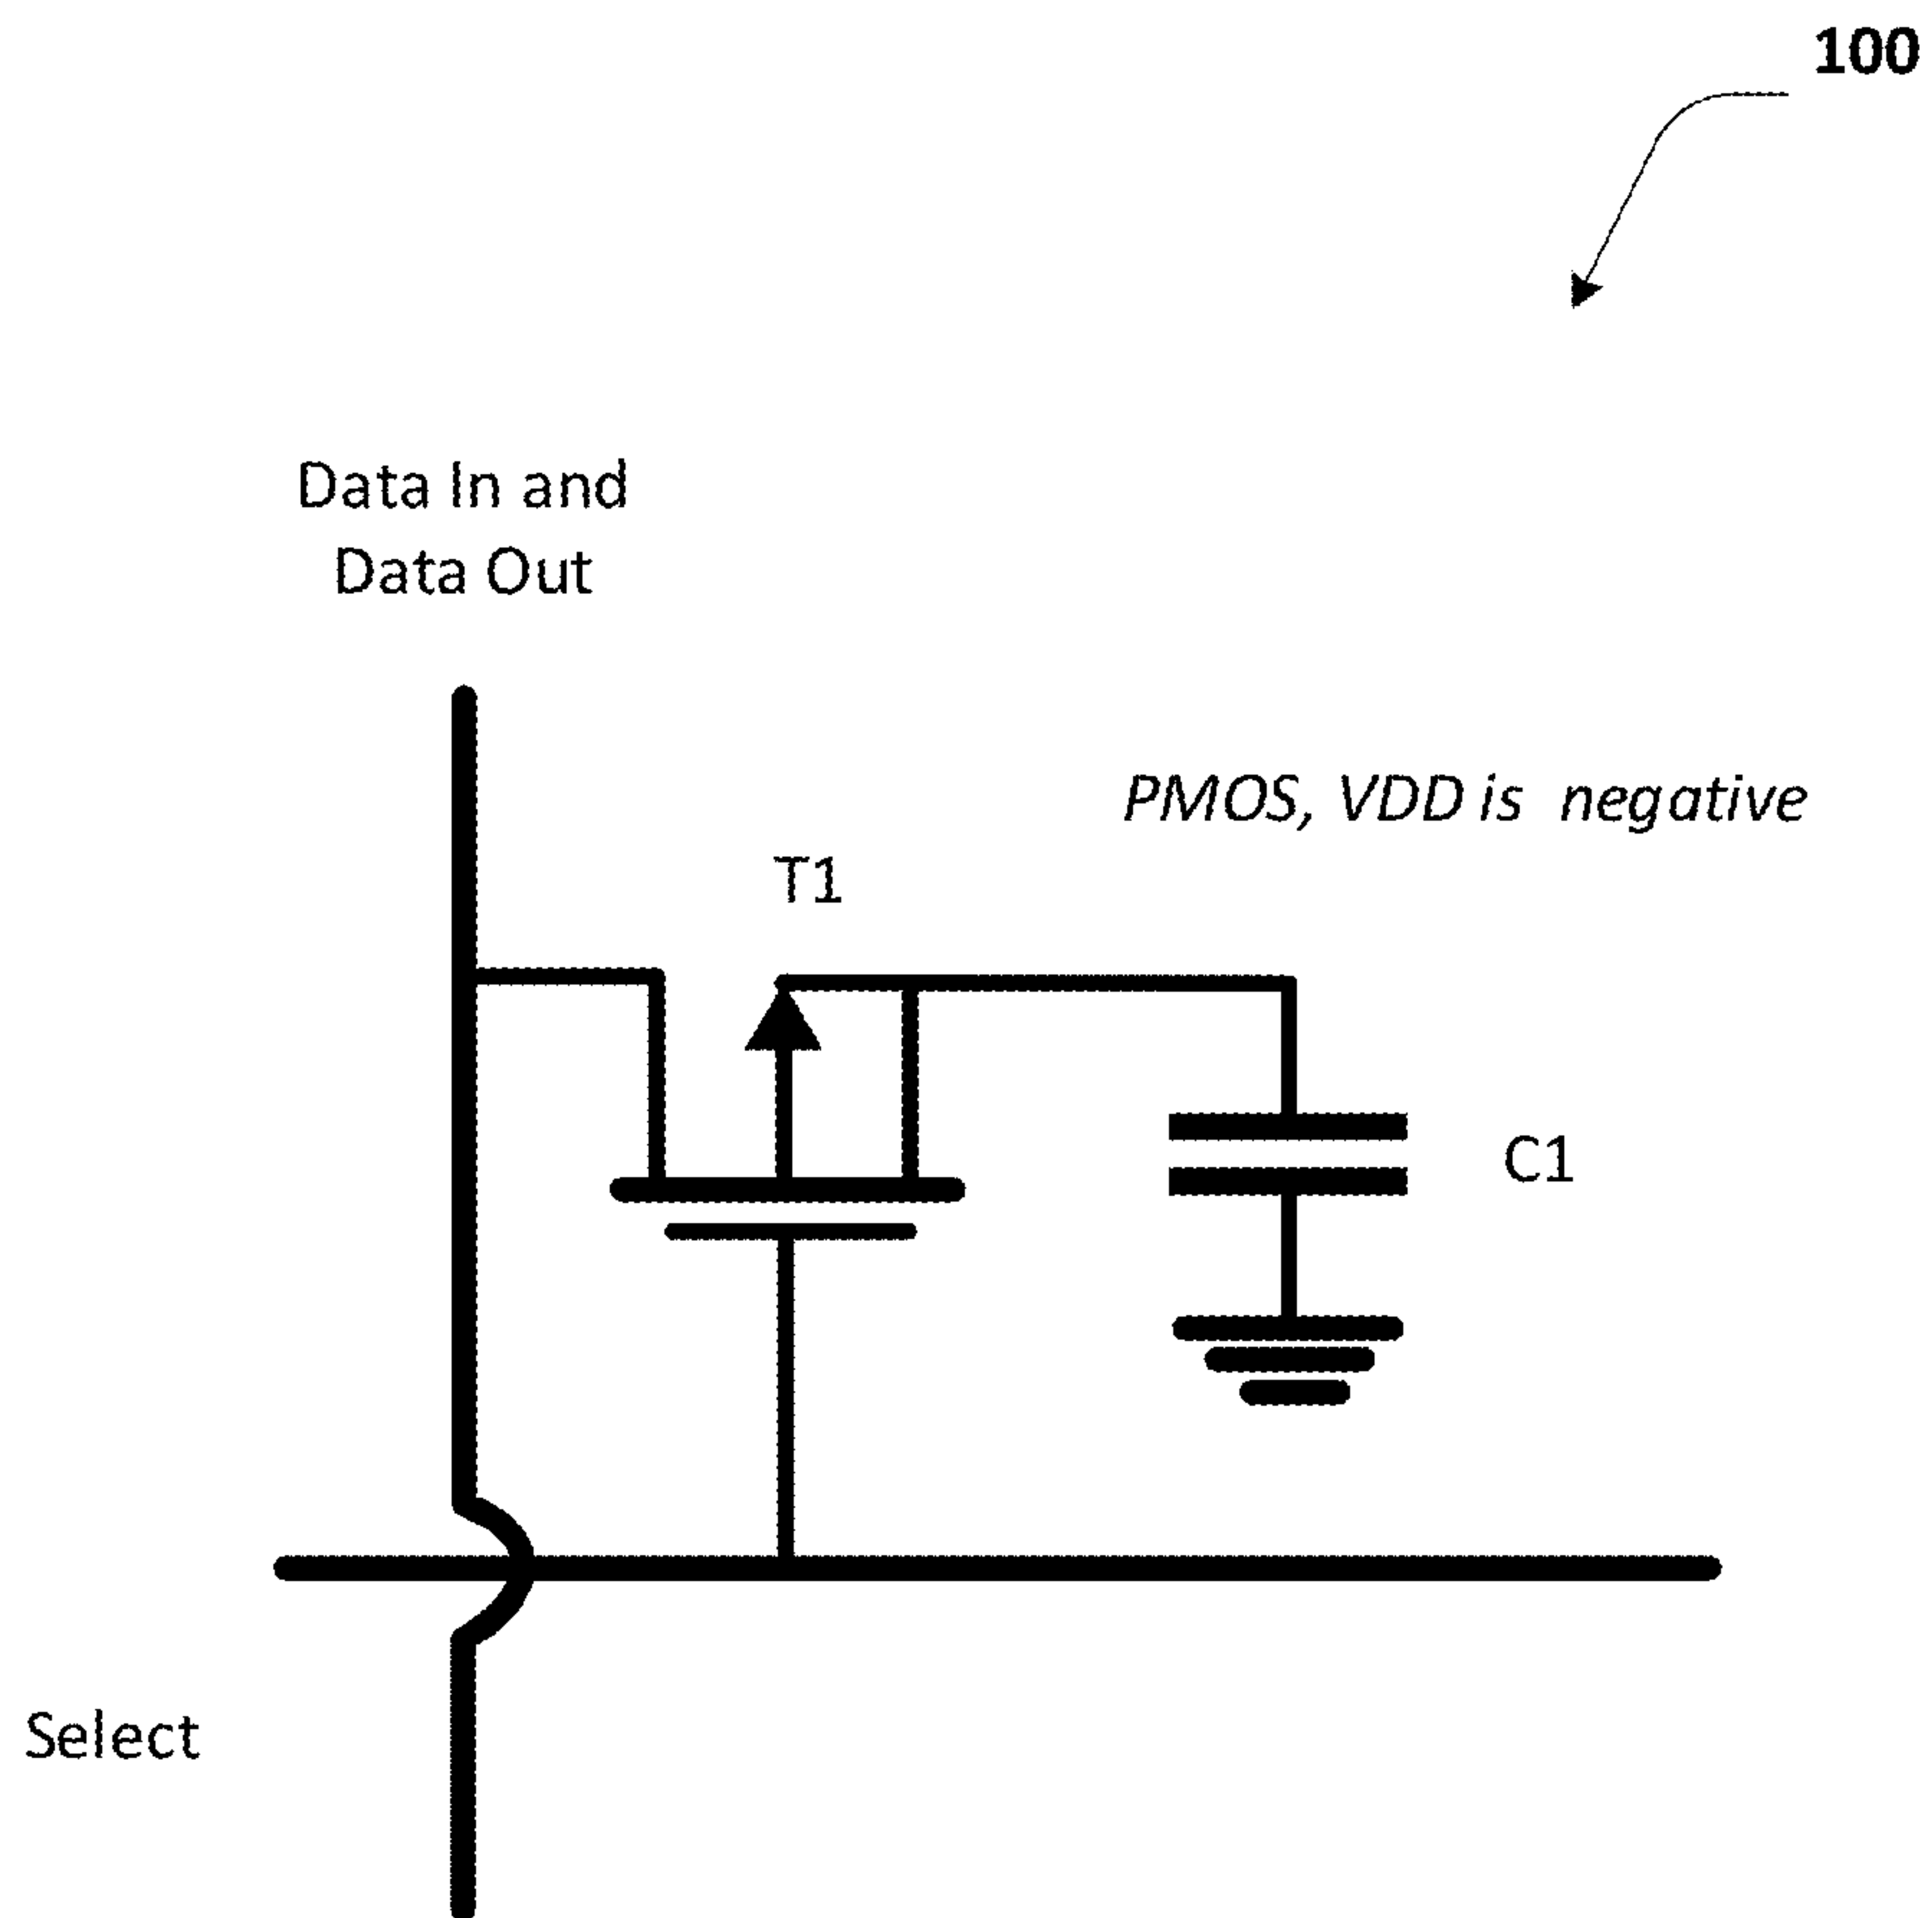 100
Data In and
Data Out
PMOS, VDD is negative
T1
C1
Select